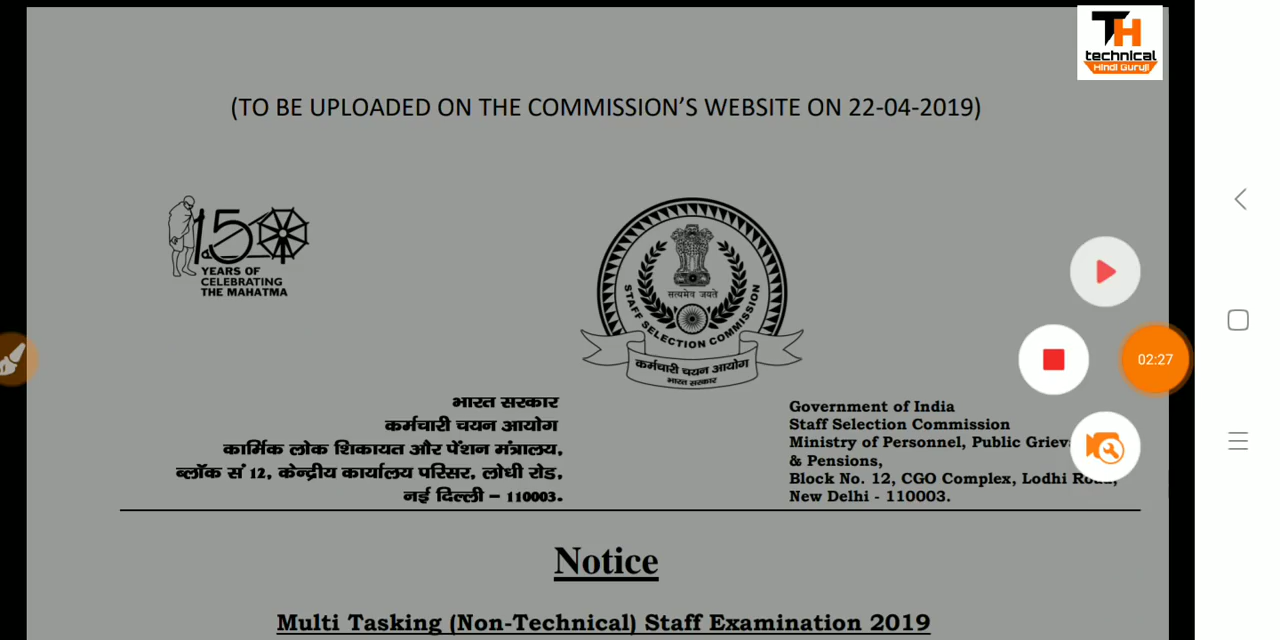 TH
technical
Hindi Guruji
(TO BE UPLOADED ON THE COMMISSION'S WEBSITE ON 22-04-2019)
150
YEARS OF
CELEBRATING
THE MAHATMA
सत्यमेव जयते
STAFF SELECTION COMMISSION
कर्मचारी चयन आयोग
भारत सरकार
भारत सरकार
कर्मचारी चयन आयोग
कार्मिक लोक शिकायत और पेंशन मंत्रालय,
ब्लॉक सं 12, केन्द्रीय कार्यालय परिसर, लोधी रोड,
नई दिल्ली – 110003.
Government of India
Staff Selection Commission
Ministry of Personnel, Public
& Pensions,
Block No. 12, CGO Complex, Lodhi Road,
New Delhi - 110003.
02:27
Notice
Multi Tasking (Non-Technical) Staff Examination 2019